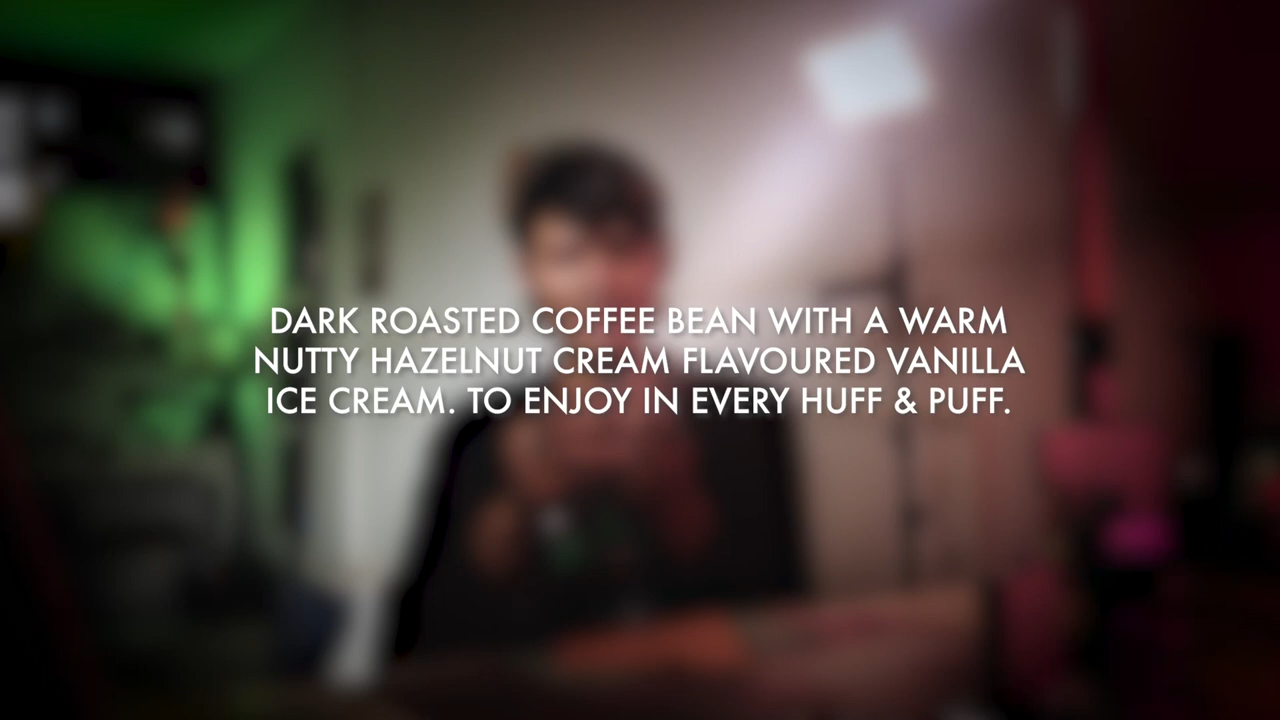 DARK ROASTED COFFEE BEAN WITH A WARM
NUTTY HAZELNUT CREAM FLAVOURED VANILLA
ICE CREAM. TO ENJOY IN EVERY HUFF & PUFF.